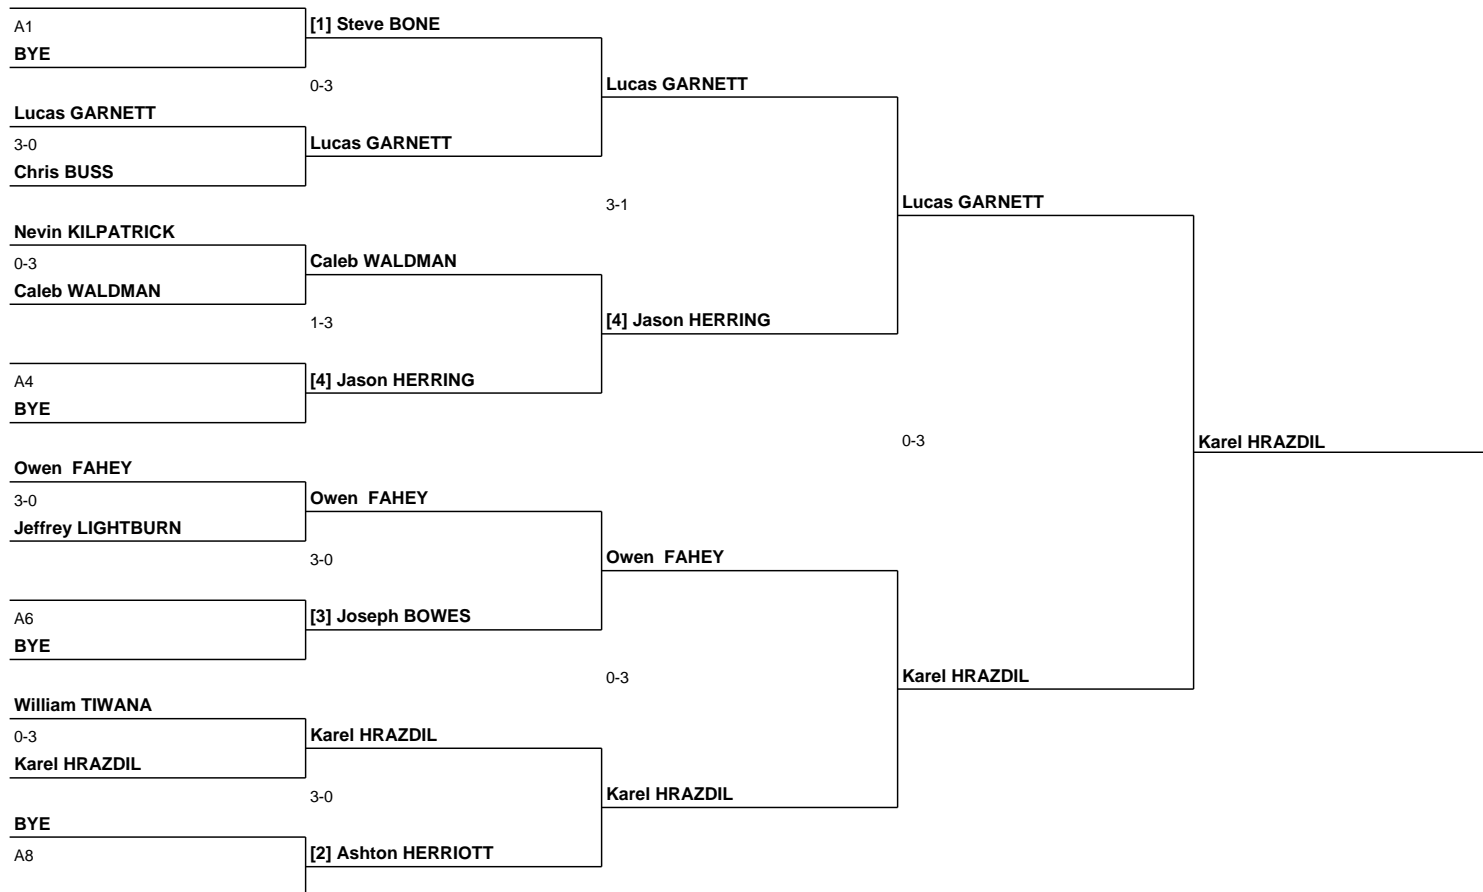 A1
BYE
[1] Steve BONE
0-3
Lucas GARNETT
Lucas GARNETT
3-0
Chris BUSS
Lucas GARNETT
3-1
Lucas GARNETT
Nevin KILPATRICK
0-3
Caleb WALDMAN
Caleb WALDMAN
1-3
[4] Jason HERRING
A4
BYE
[4] Jason HERRING
0-3
Karel HRAZDIL
Owen  FAHEY
3-0
Jeffrey LIGHTBURN
Owen  FAHEY
3-0
Owen  FAHEY
A6
BYE
[3] Joseph BOWES
0-3
Karel HRAZDIL
William TIWANA
0-3
Karel HRAZDIL
Karel HRAZDIL
3-0
Karel HRAZDIL
BYE
A8
[2] Ashton HERRIOTT